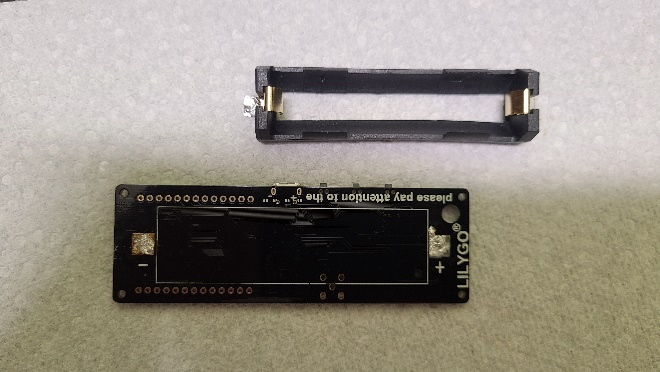 please pay attention to the
LILYGO®
-
+
+